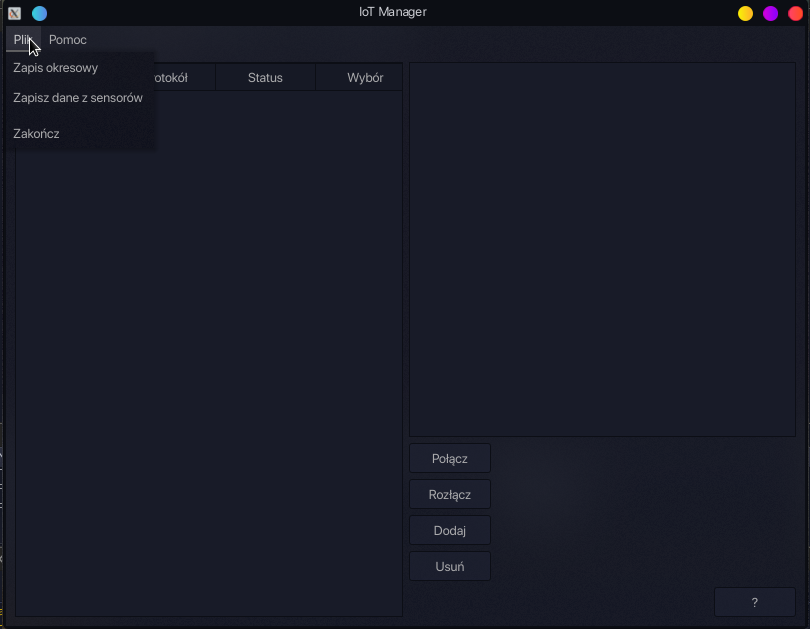 IoT Manager
Plik Pomoc
Zapis okresowy
Zapisz dane z sensorów
Zakończ
otokół Status Wybór
Połącz
Rozłącz
Dodaj
Usuń
?